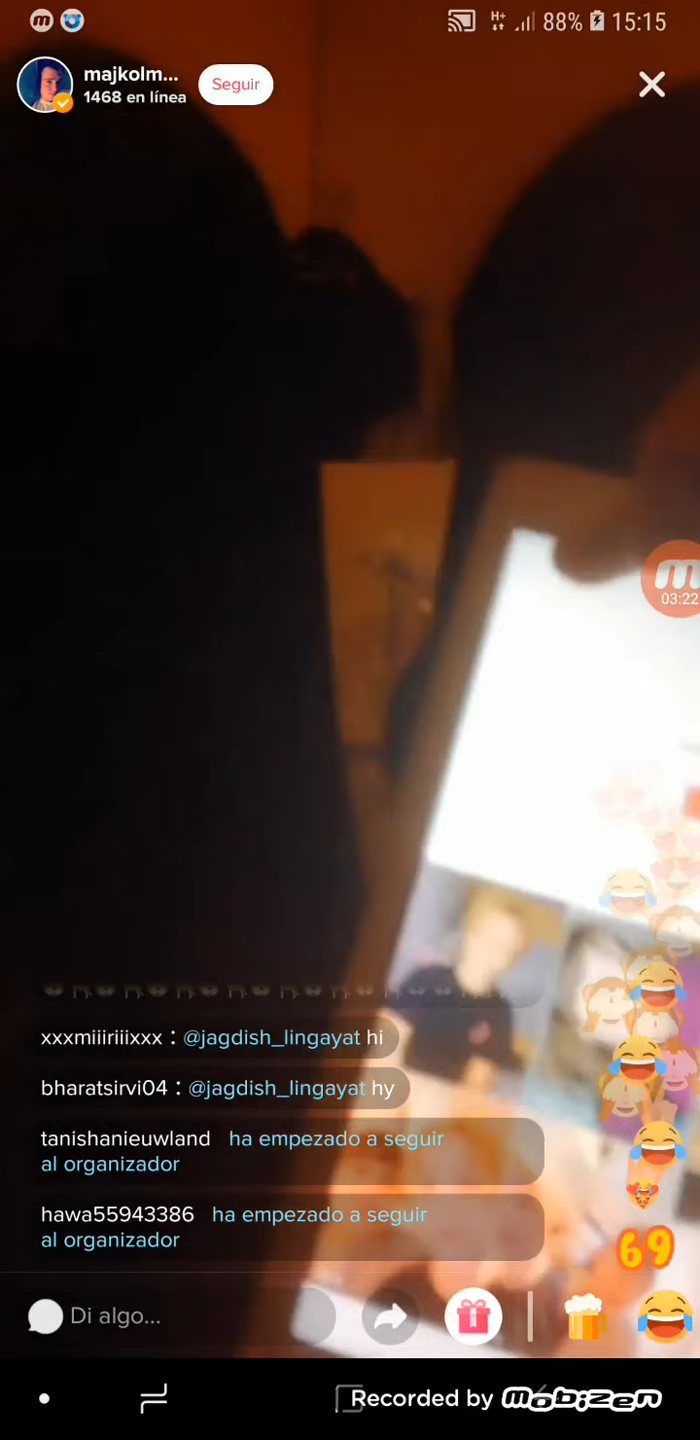 H+ 88% 15:15
majkolm...
1468 en línea
Seguir
03:22
xxxmiiiriiixxx : @jagdish_lingayat hi
bharatsirvi04 : @jagdish_lingayat hy
tanishanieuwland ha empezado a seguir
al organizador
hawa55943386 ha empezado a seguir
al organizador
69
Di algo...
Recorded by mobizen